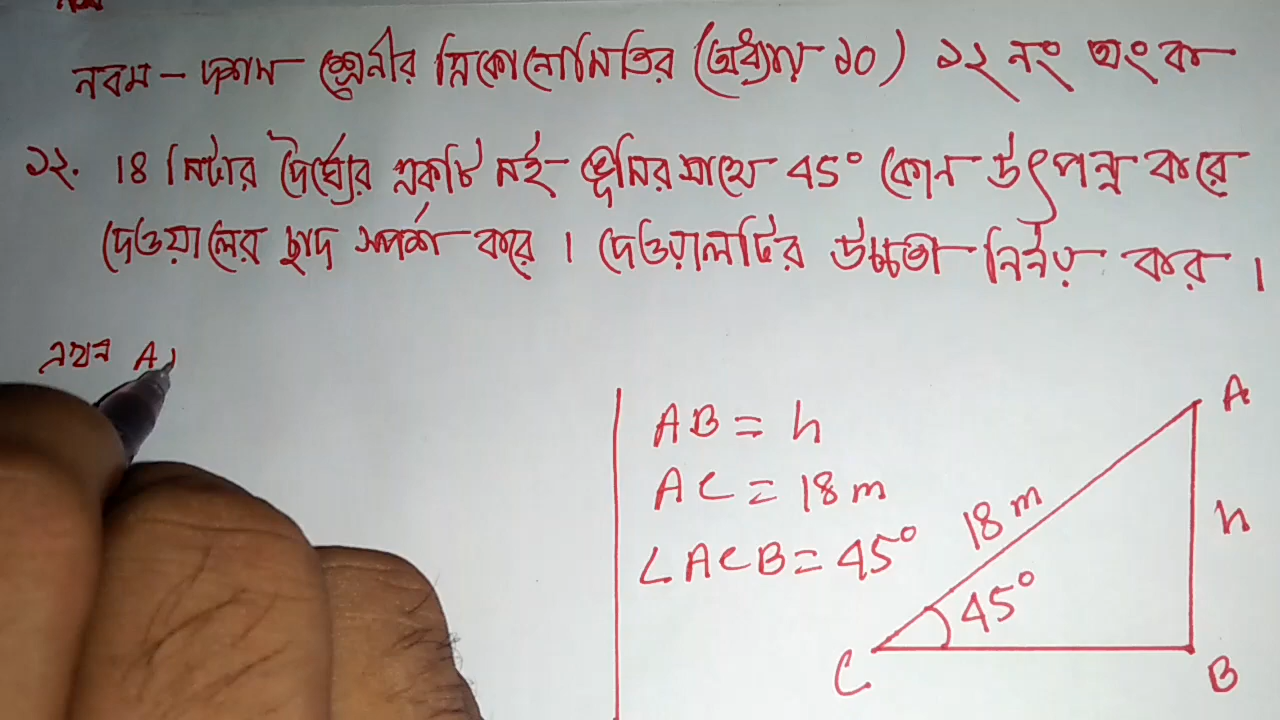 নবম - দশম শ্রেনীর ত্রিকোনোমিতির (অধ্যায় ১০) ১২ নং অংক
১২. 18 মিটার দৈর্ঘ্যের একটি মই ভূমির সাথে 45° কোন উৎপন্ন করে
দেওয়ালের ছাদ স্পর্শ করে । দেওয়ালটির উচ্চতা নির্নয় কর ।
এখন A
AB = h
AC = 18 m
∠ACB = 45°
A
18 m
h
45°
C
B